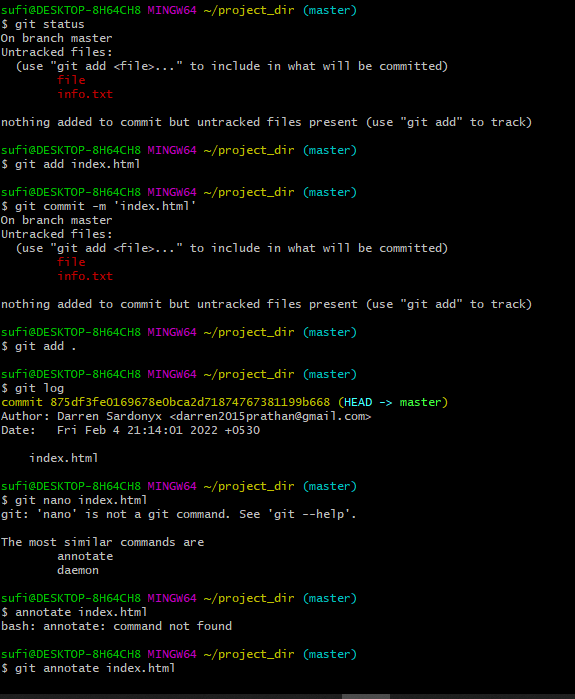 sufi@DESKTOP-8H64CH8 MINGW64 ~/project_dir (master)
$ git status
On branch master
Untracked files:
  (use "git add <file>..." to include in what will be committed)
        file
        info.txt

nothing added to commit but untracked files present (use "git add" to track)

sufi@DESKTOP-8H64CH8 MINGW64 ~/project_dir (master)
$ git add index.html

sufi@DESKTOP-8H64CH8 MINGW64 ~/project_dir (master)
$ git commit -m 'index.html'
On branch master
Untracked files:
  (use "git add <file>..." to include in what will be committed)
        file
        info.txt

nothing added to commit but untracked files present (use "git add" to track)

sufi@DESKTOP-8H64CH8 MINGW64 ~/project_dir (master)
$ git add .

sufi@DESKTOP-8H64CH8 MINGW64 ~/project_dir (master)
$ git log
commit 875df3fe0169678e0bca2d71874767381199b668 (HEAD -> master)
Author: Darren Sardonyx <darren2015prathan@gmail.com>
Date:   Fri Feb 4 21:14:01 2022 +0530

    index.html

sufi@DESKTOP-8H64CH8 MINGW64 ~/project_dir (master)
$ git nano index.html
git: 'nano' is not a git command. See 'git --help'.

The most similar commands are
        annotate
        daemon

sufi@DESKTOP-8H64CH8 MINGW64 ~/project_dir (master)
$ annotate index.html
bash: annotate: command not found

sufi@DESKTOP-8H64CH8 MINGW64 ~/project_dir (master)
$ git annotate index.html